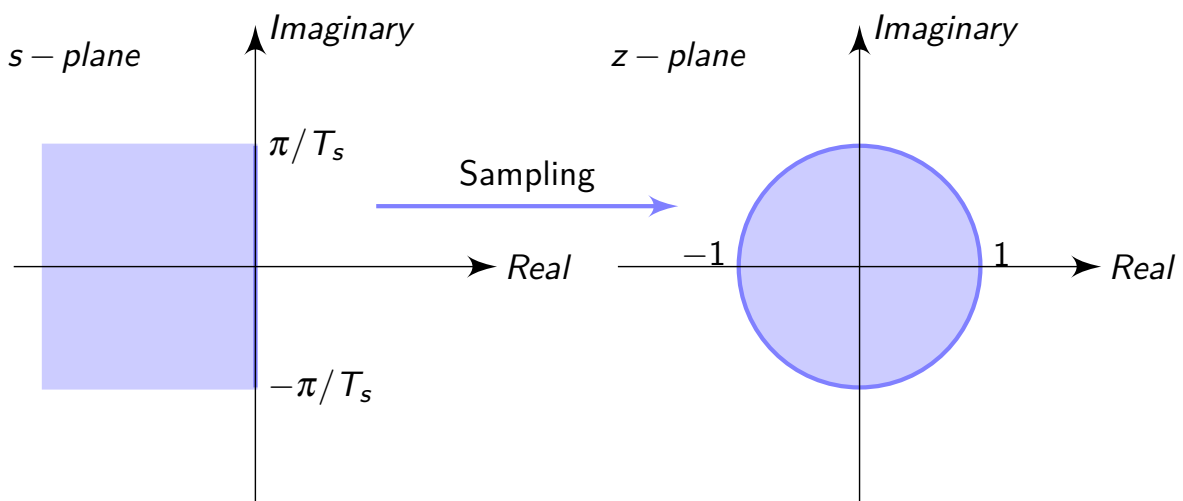 s − plane
Imaginary
π/Tₛ
Real
−π/Tₛ
Sampling
z − plane
Imaginary
−1
1
Real